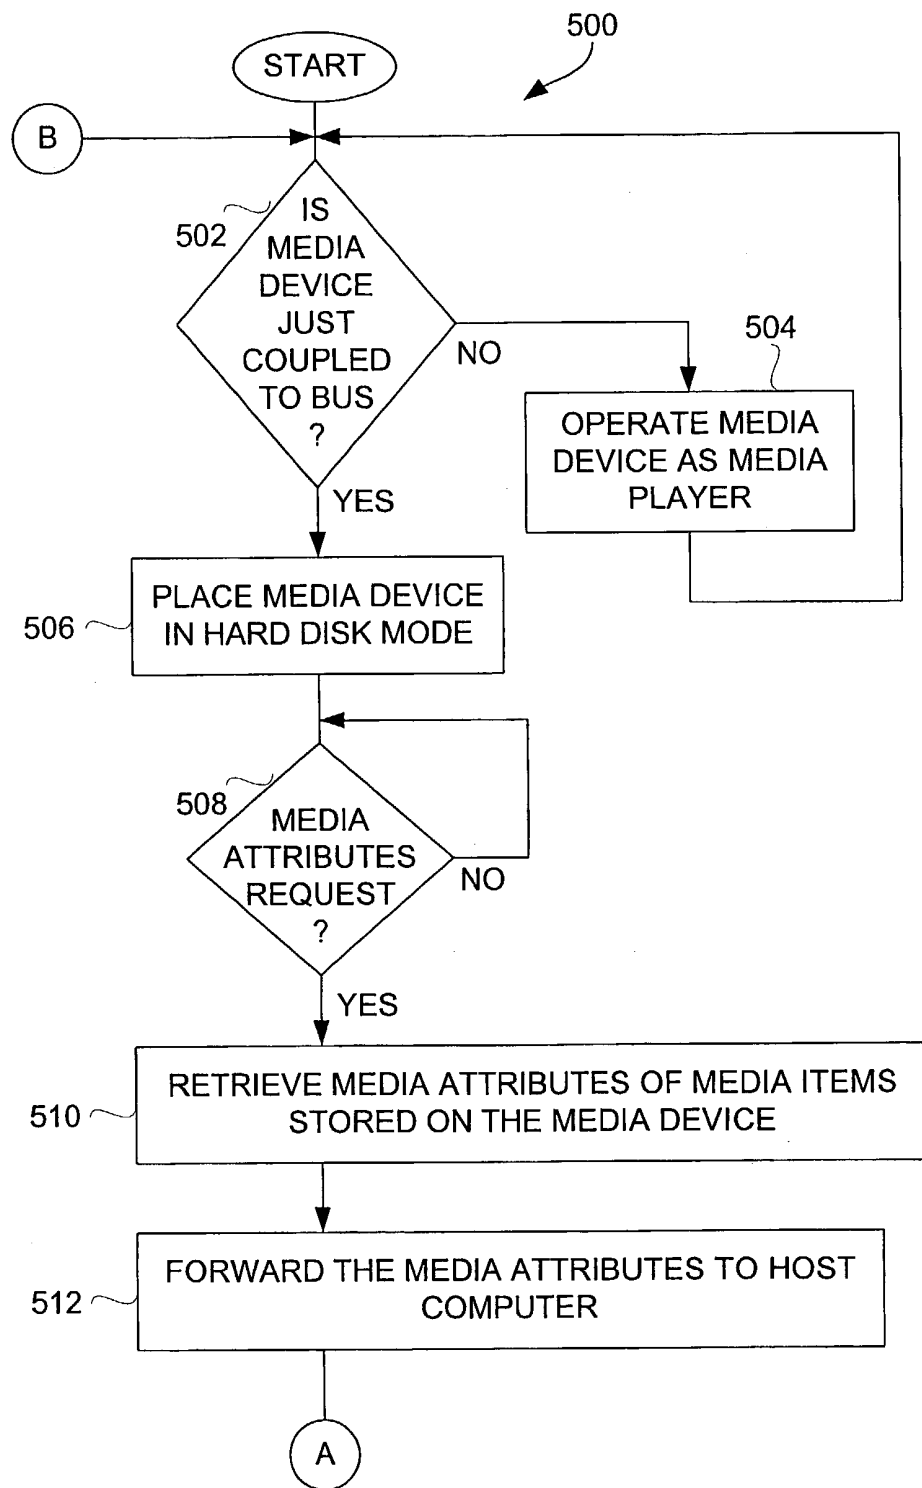 500
START
B
502
IS
MEDIA
DEVICE
JUST
COUPLED
TO BUS
?
NO
504
OPERATE MEDIA
DEVICE AS MEDIA
PLAYER
YES
506
PLACE MEDIA DEVICE
IN HARD DISK MODE
508
MEDIA
ATTRIBUTES
REQUEST
?
NO
YES
510
RETRIEVE MEDIA ATTRIBUTES OF MEDIA ITEMS
STORED ON THE MEDIA DEVICE
512
FORWARD THE MEDIA ATTRIBUTES TO HOST
COMPUTER
A